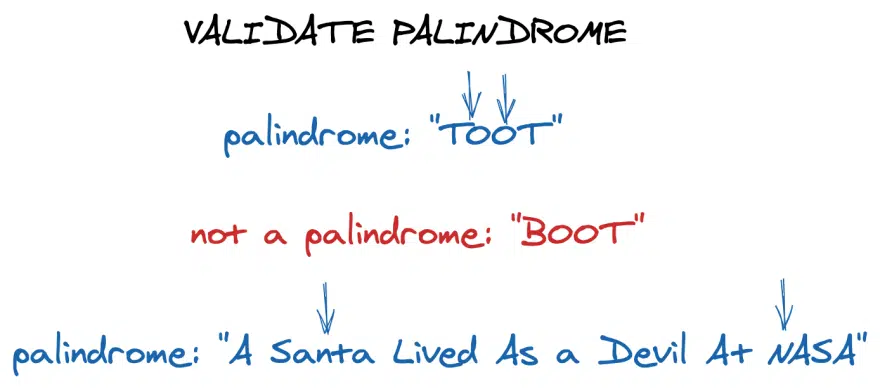 VALIDATE PALINDROME
palindrome: "TOOT"
not a palindrome: "BOOT"
palindrome: "A Santa Lived As a Devil At NASA"